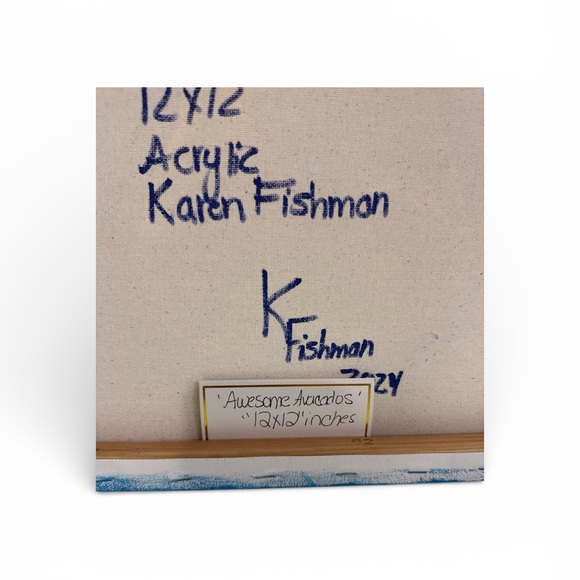 12x12
Acrylic
Karen Fishman
K
Fishman
2024
'Awesome Avacados'
"12x12" inches